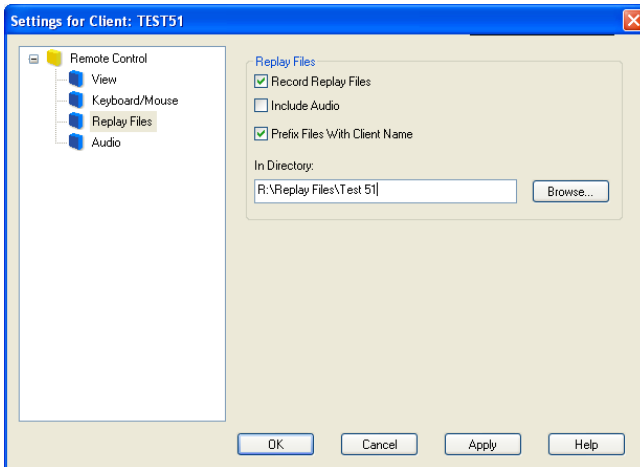 Settings for Client: TEST51
Remote Control
View
Keyboard/Mouse
Replay Files
Audio
Replay Files
Record Replay Files
Include Audio
Prefix Files With Client Name
In Directory:
R:\Replay Files\Test 51
Browse...
OK Cancel Apply Help